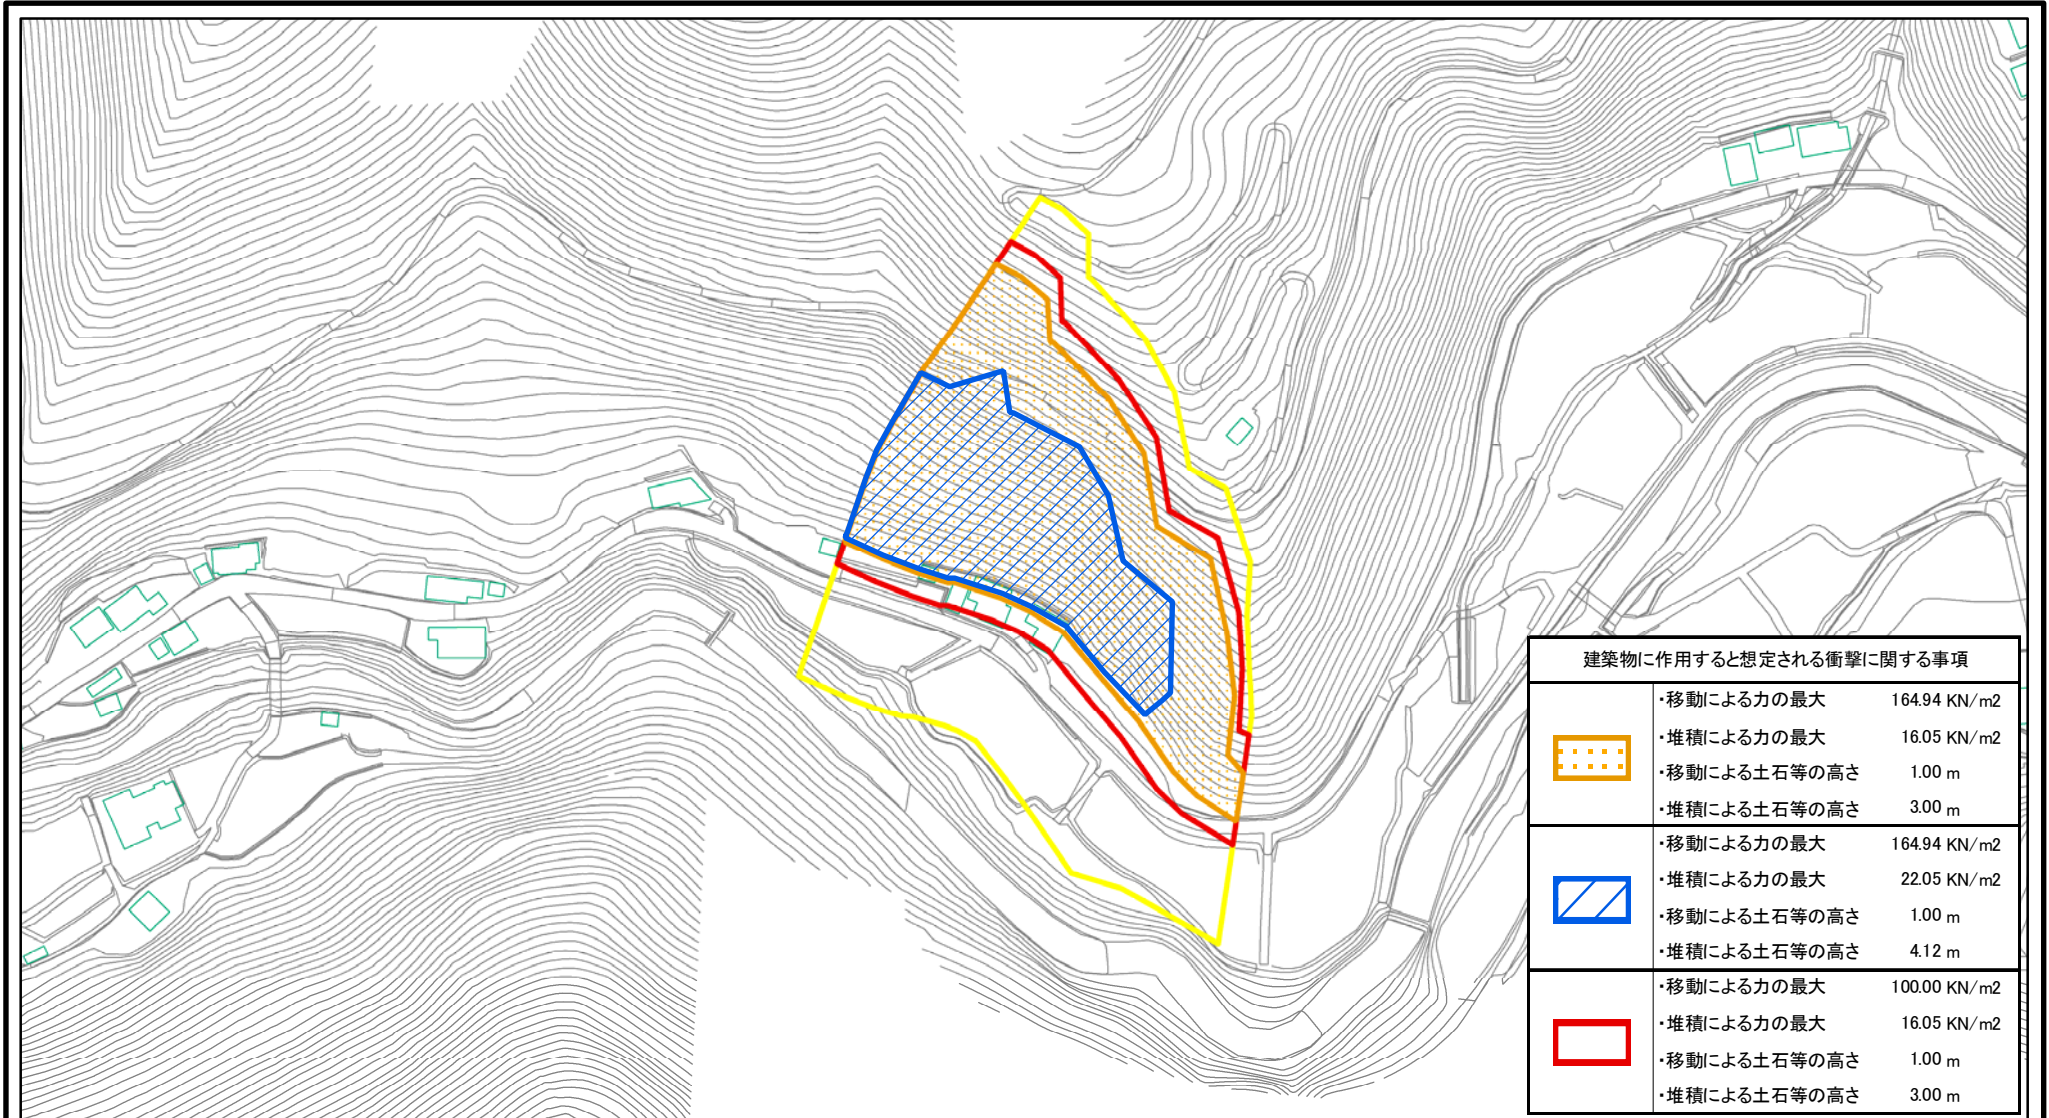 建築物に作用すると想定される衝撃に関する事項
・移動による力の最大 164.94 KN/m2
・堆積による力の最大 16.05 KN/m2
・移動による土石等の高さ 1.00 m
・堆積による土石等の高さ 3.00 m
・移動による力の最大 164.94 KN/m2
・堆積による力の最大 22.05 KN/m2
・移動による土石等の高さ 1.00 m
・堆積による土石等の高さ 4.12 m
・移動による力の最大 100.00 KN/m2
・堆積による力の最大 16.05 KN/m2
・移動による土石等の高さ 1.00 m
・堆積による土石等の高さ 3.00 m